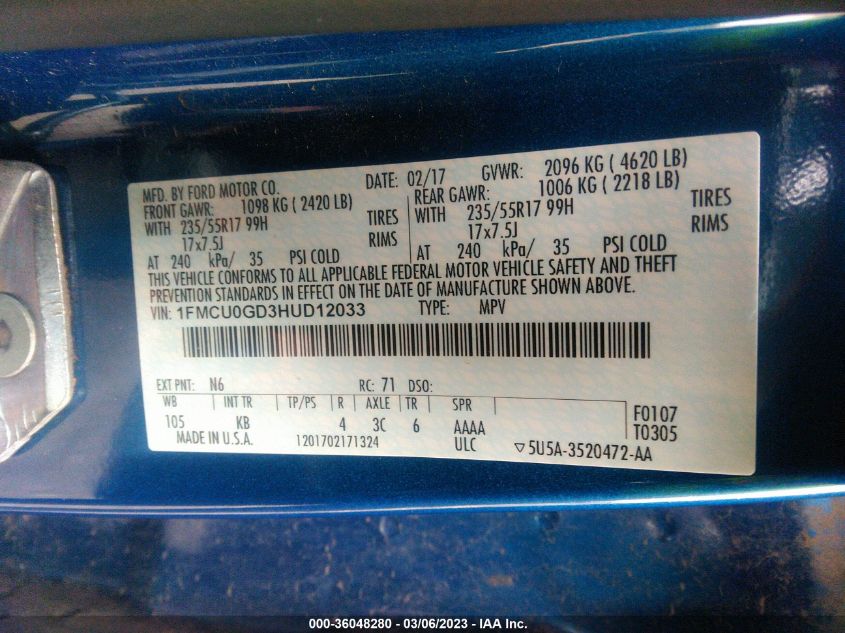 MFD. BY FORD MOTOR CO. DATE: 02/17 GVWR: 2096 KG ( 4620 LB)
FRONT GAWR: 1098 KG ( 2420 LB) REAR GAWR: 1006 KG ( 2218 LB)
WITH 235/55R17 99H TIRES WITH 235/55R17 99H TIRES
17x7.5J RIMS 17x7.5J RIMS
AT 240 kPa/ 35 PSI COLD AT 240 kPa/ 35 PSI COLD
THIS VEHICLE CONFORMS TO ALL APPLICABLE FEDERAL MOTOR VEHICLE SAFETY AND THEFT
PREVENTION STANDARDS IN EFFECT ON THE DATE OF MANUFACTURE SHOWN ABOVE.
VIN: 1FMCU0GD3HUD12033 TYPE: MPV
EXT PNT: N6 RC: 71 DSO:
WB INT TR TP/PS R AXLE TR SPR F0107
105 KB 4 3C 6 AAAA T0305
MADE IN U.S.A. 1201702171324 ULC ▽5U5A-3520472-AA
000-36048280 - 03/06/2023 - IAA Inc.